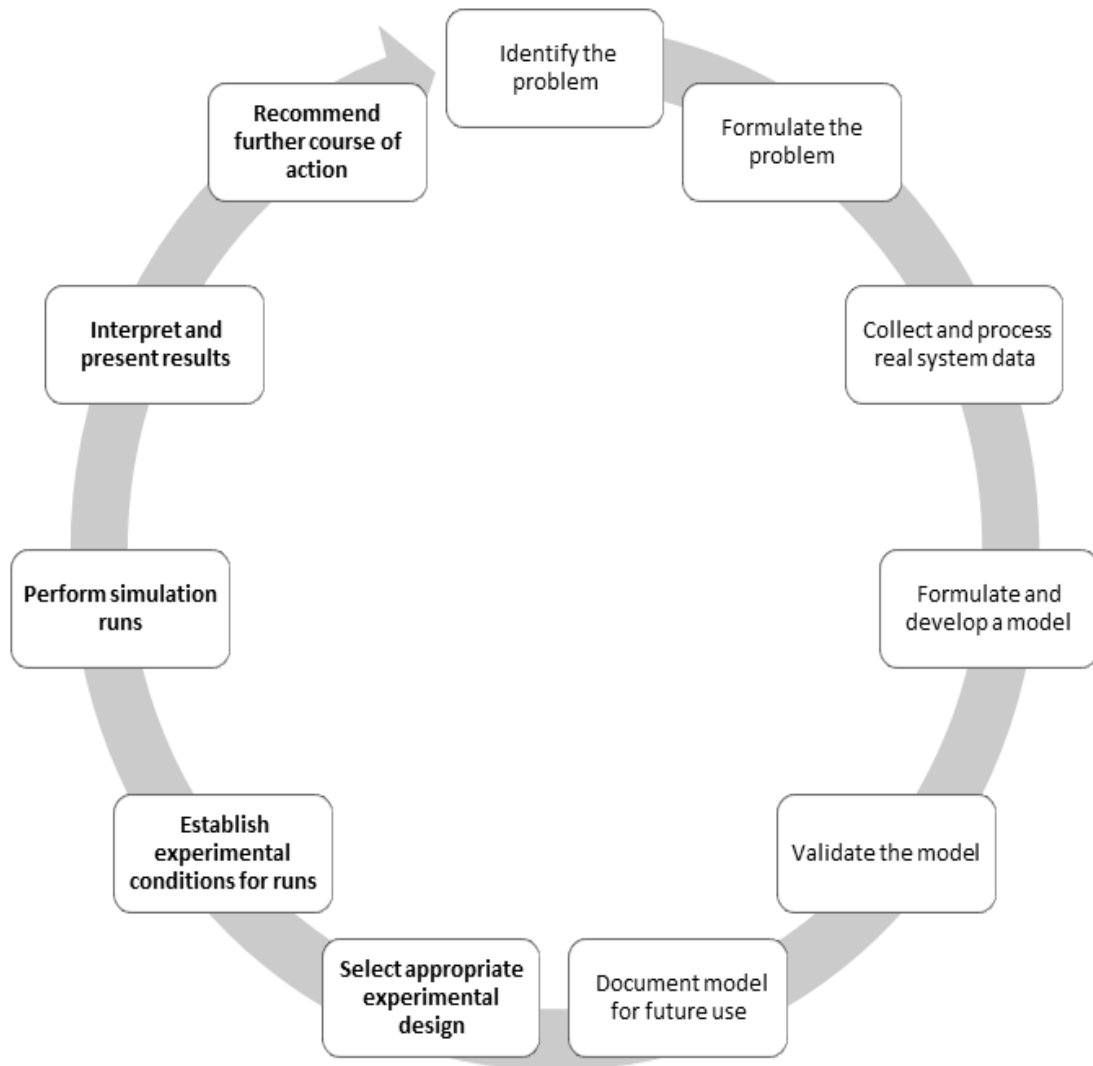 Identify the
problem
Formulate the
problem
Collect and process
real system data
Formulate and
develop a model
Validate the model
Document model
for future use
Select appropriate
experimental
design
Establish
experimental
conditions for runs
Perform simulation
runs
Interpret and
present results
Recommend
further course of
action